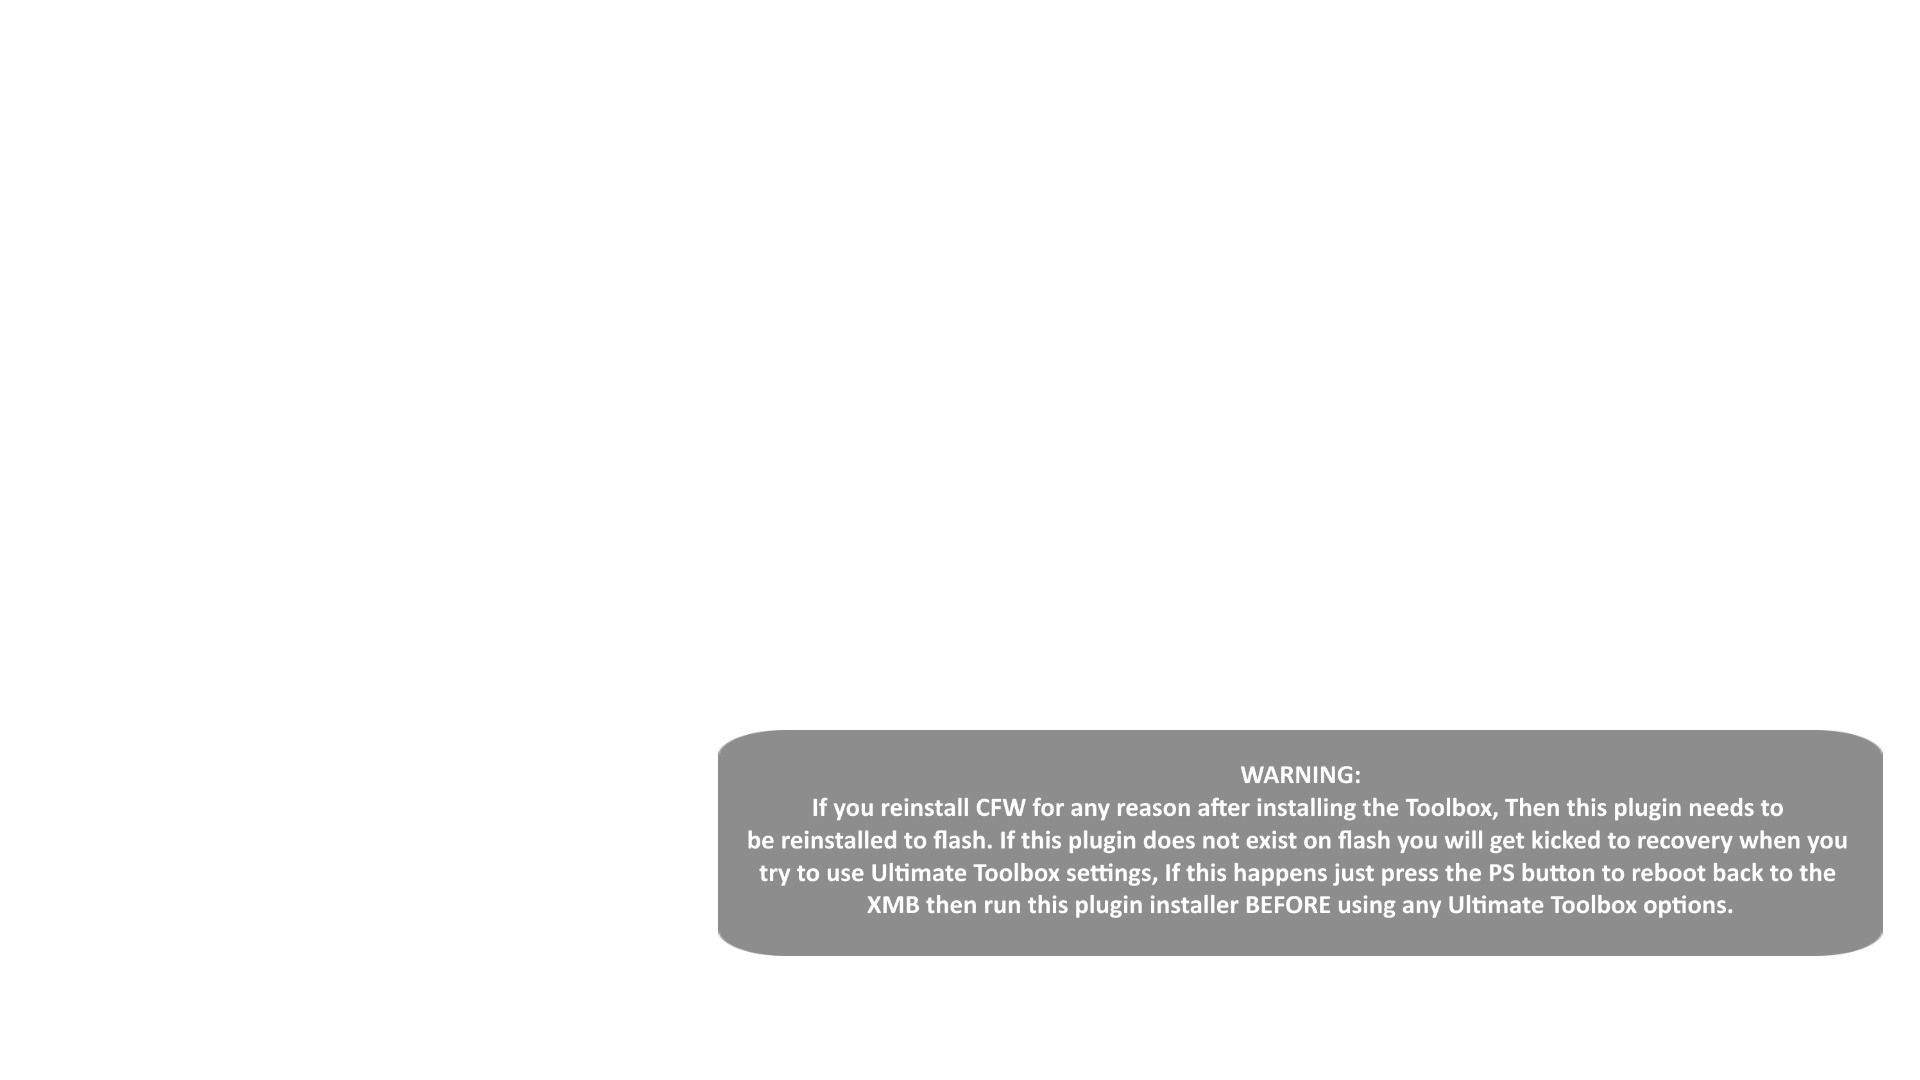 WARNING:
If you reinstall CFW for any reason after installing the Toolbox, Then this plugin needs to
be reinstalled to flash. If this plugin does not exist on flash you will get kicked to recovery when you
try to use Ultimate Toolbox settings, If this happens just press the PS button to reboot back to the
XMB then run this plugin installer BEFORE using any Ultimate Toolbox options.